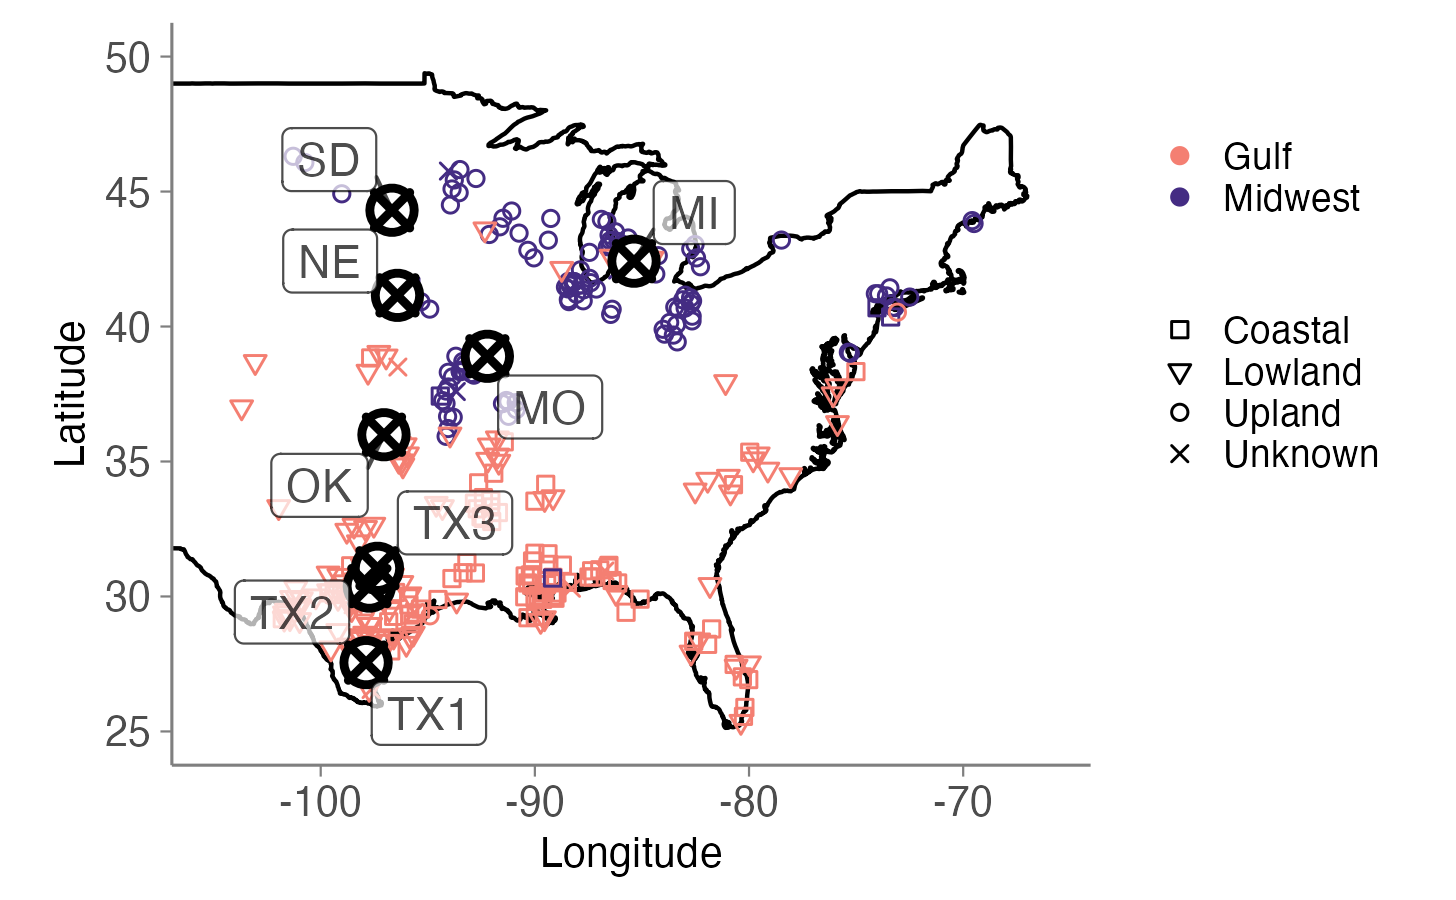 50
45
40
35
30
25
Latitude
-100
-90
-80
-70
Longitude
SD
MI
NE
MO
OK
TX3
TX2
TX1
Gulf
Midwest
Coastal
Lowland
Upland
Unknown